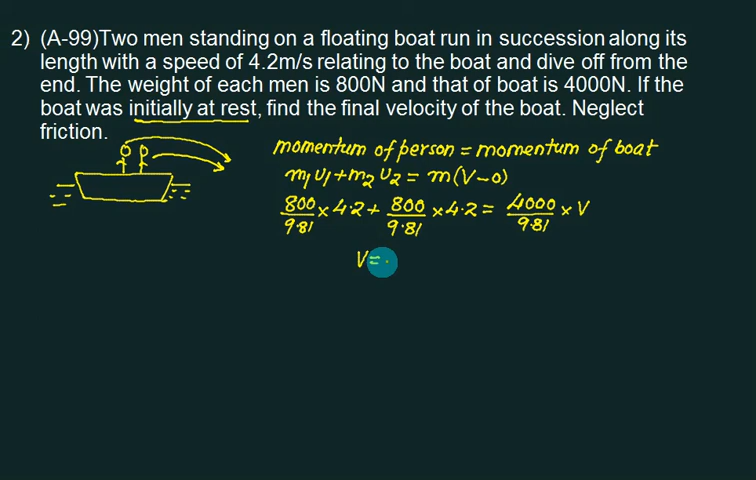 2) (A-99)Two men standing on a floating boat run in succession along its
length with a speed of 4.2m/s relating to the boat and dive off from the
end. The weight of each men is 800N and that of boat is 4000N. If the
boat was initially at rest, find the final velocity of the boat. Neglect
friction.
momentum of person = momentum of boat
m₁U₁+m₂U₂ = m(V-0)
800/9.81 × 4.2 + 800/9.81 × 4.2 = 4000/9.81 × V
V= .